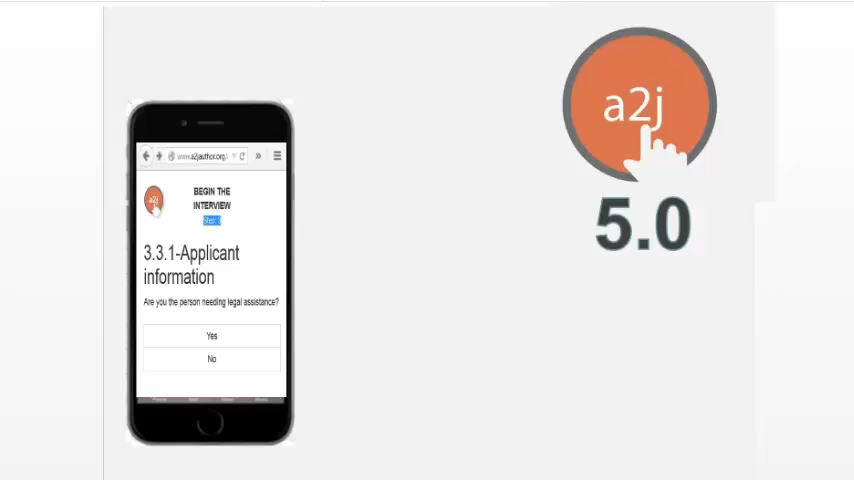 a2j
5.0
www.a2jauthor.org/
a2j
BEGIN THE
INTERVIEW
3.3.1-Applicant
information
Are you the person needing legal assistance?
Yes
No